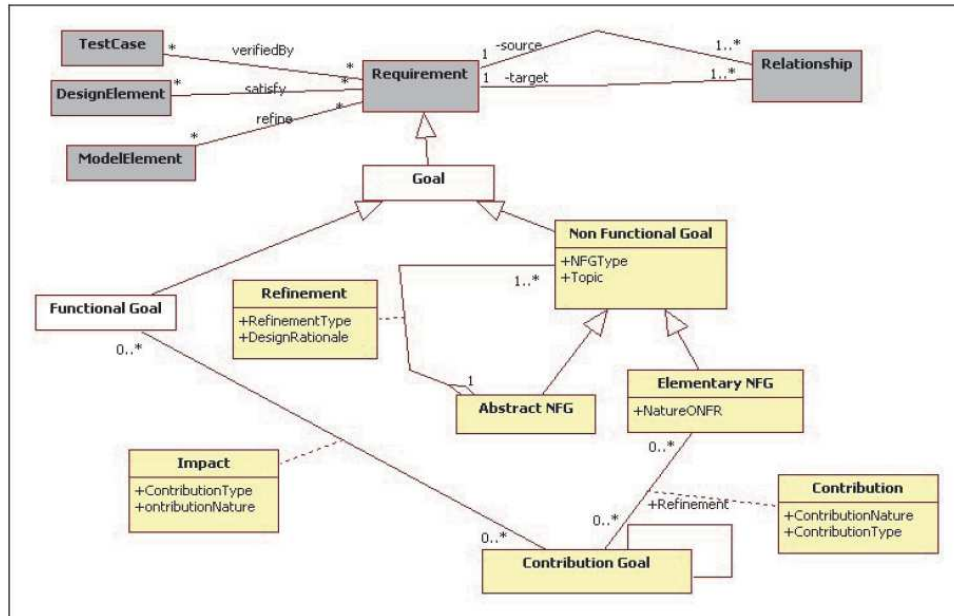 TestCase
*
verifiedBy
*
DesignElement
*
satisfy
*
ModelElement
*
refine
*
Requirement
1
-source
1..*
1
-target
1..*
Relationship
Goal
Non Functional Goal
+NFGType
+Topic
1..*
Refinement
+RefinementType
+DesignRationale
Functional Goal
0..*
1
Abstract NFG
Elementary NFG
+NatureONFR
0..*
Impact
+ContributionType
+ontributionNature
Contribution
+ContributionNature
+ContributionType
+Refinement
0..*
0..*
Contribution Goal